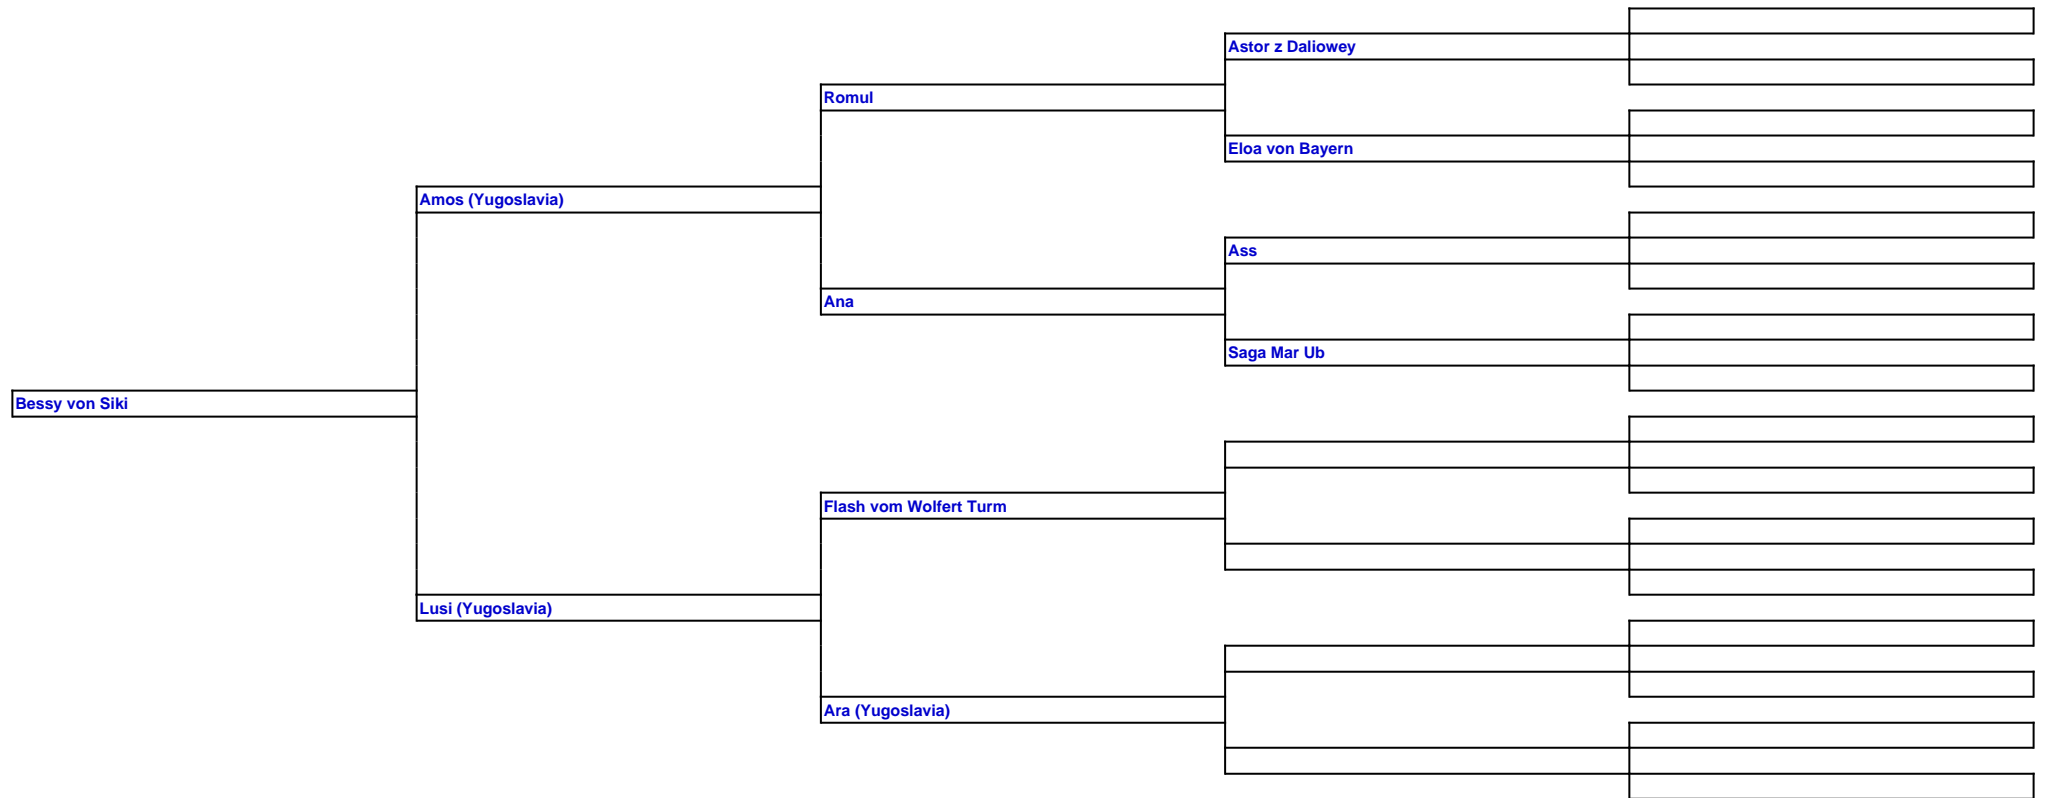 Astor z Daliowey
Romul
Eloa von Bayern
Amos (Yugoslavia)
Ass
Ana
Saga Mar Ub
Bessy von Siki
Flash vom Wolfert Turm
Lusi (Yugoslavia)
Ara (Yugoslavia)